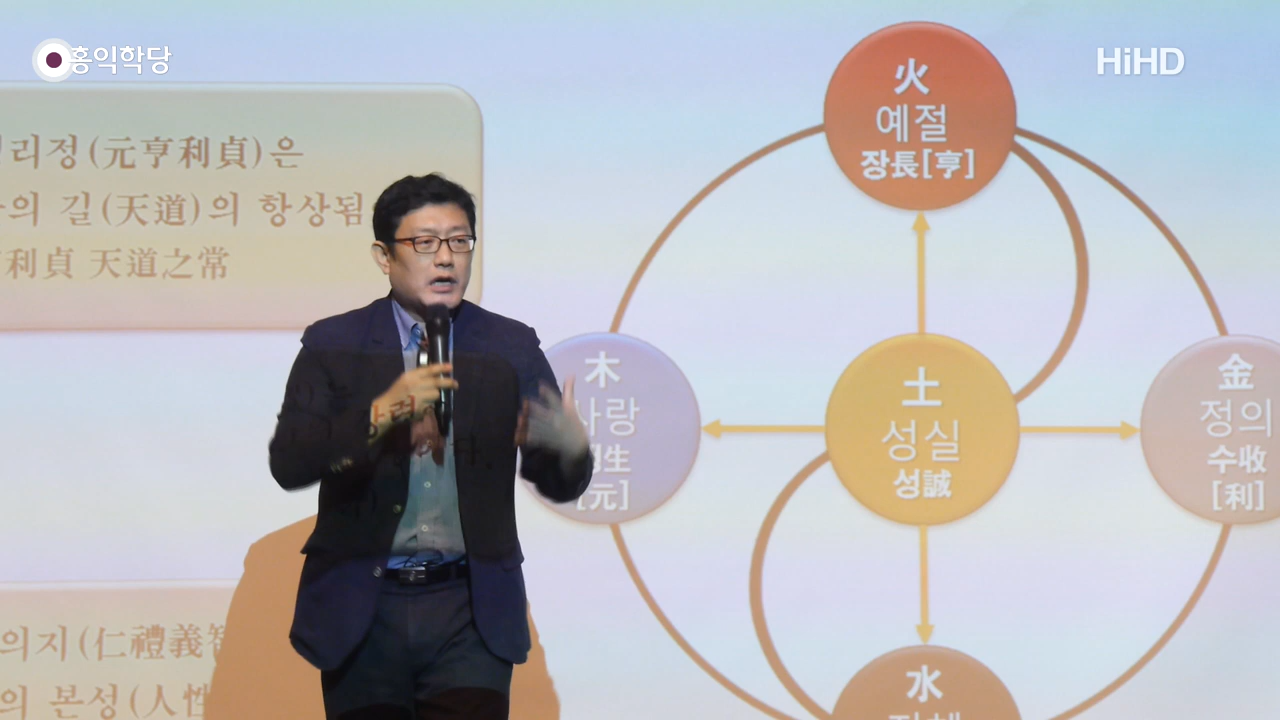 홍익학당
HiHD
리정(元亨利貞)은
의 길(天道)의 항상됨
利貞 天道之常
火
예절
장長[亨]
木
사랑
生
[元]
土
성실
성誠
金
정의
수收
[利]
水
의지(仁禮義智
의 본성(人性